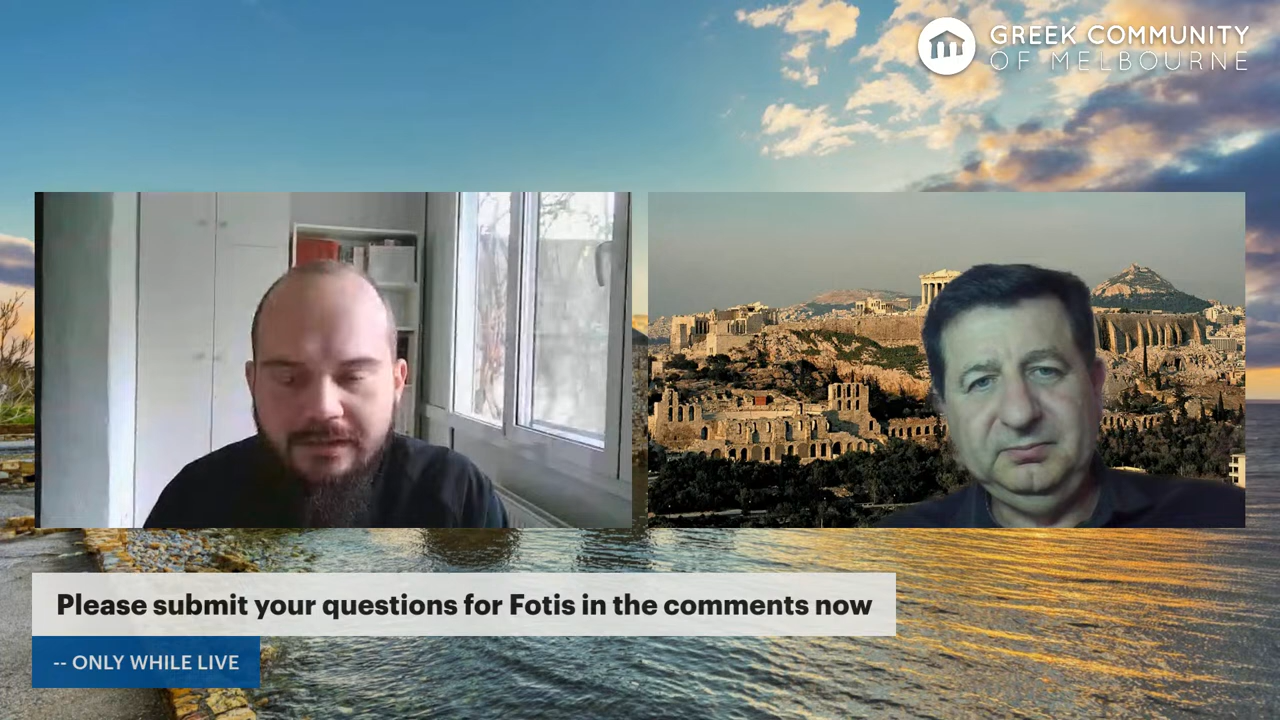 GREEK COMMUNITY
OF MELBOURNE
Please submit your questions for Fotis in the comments now
-- ONLY WHILE LIVE